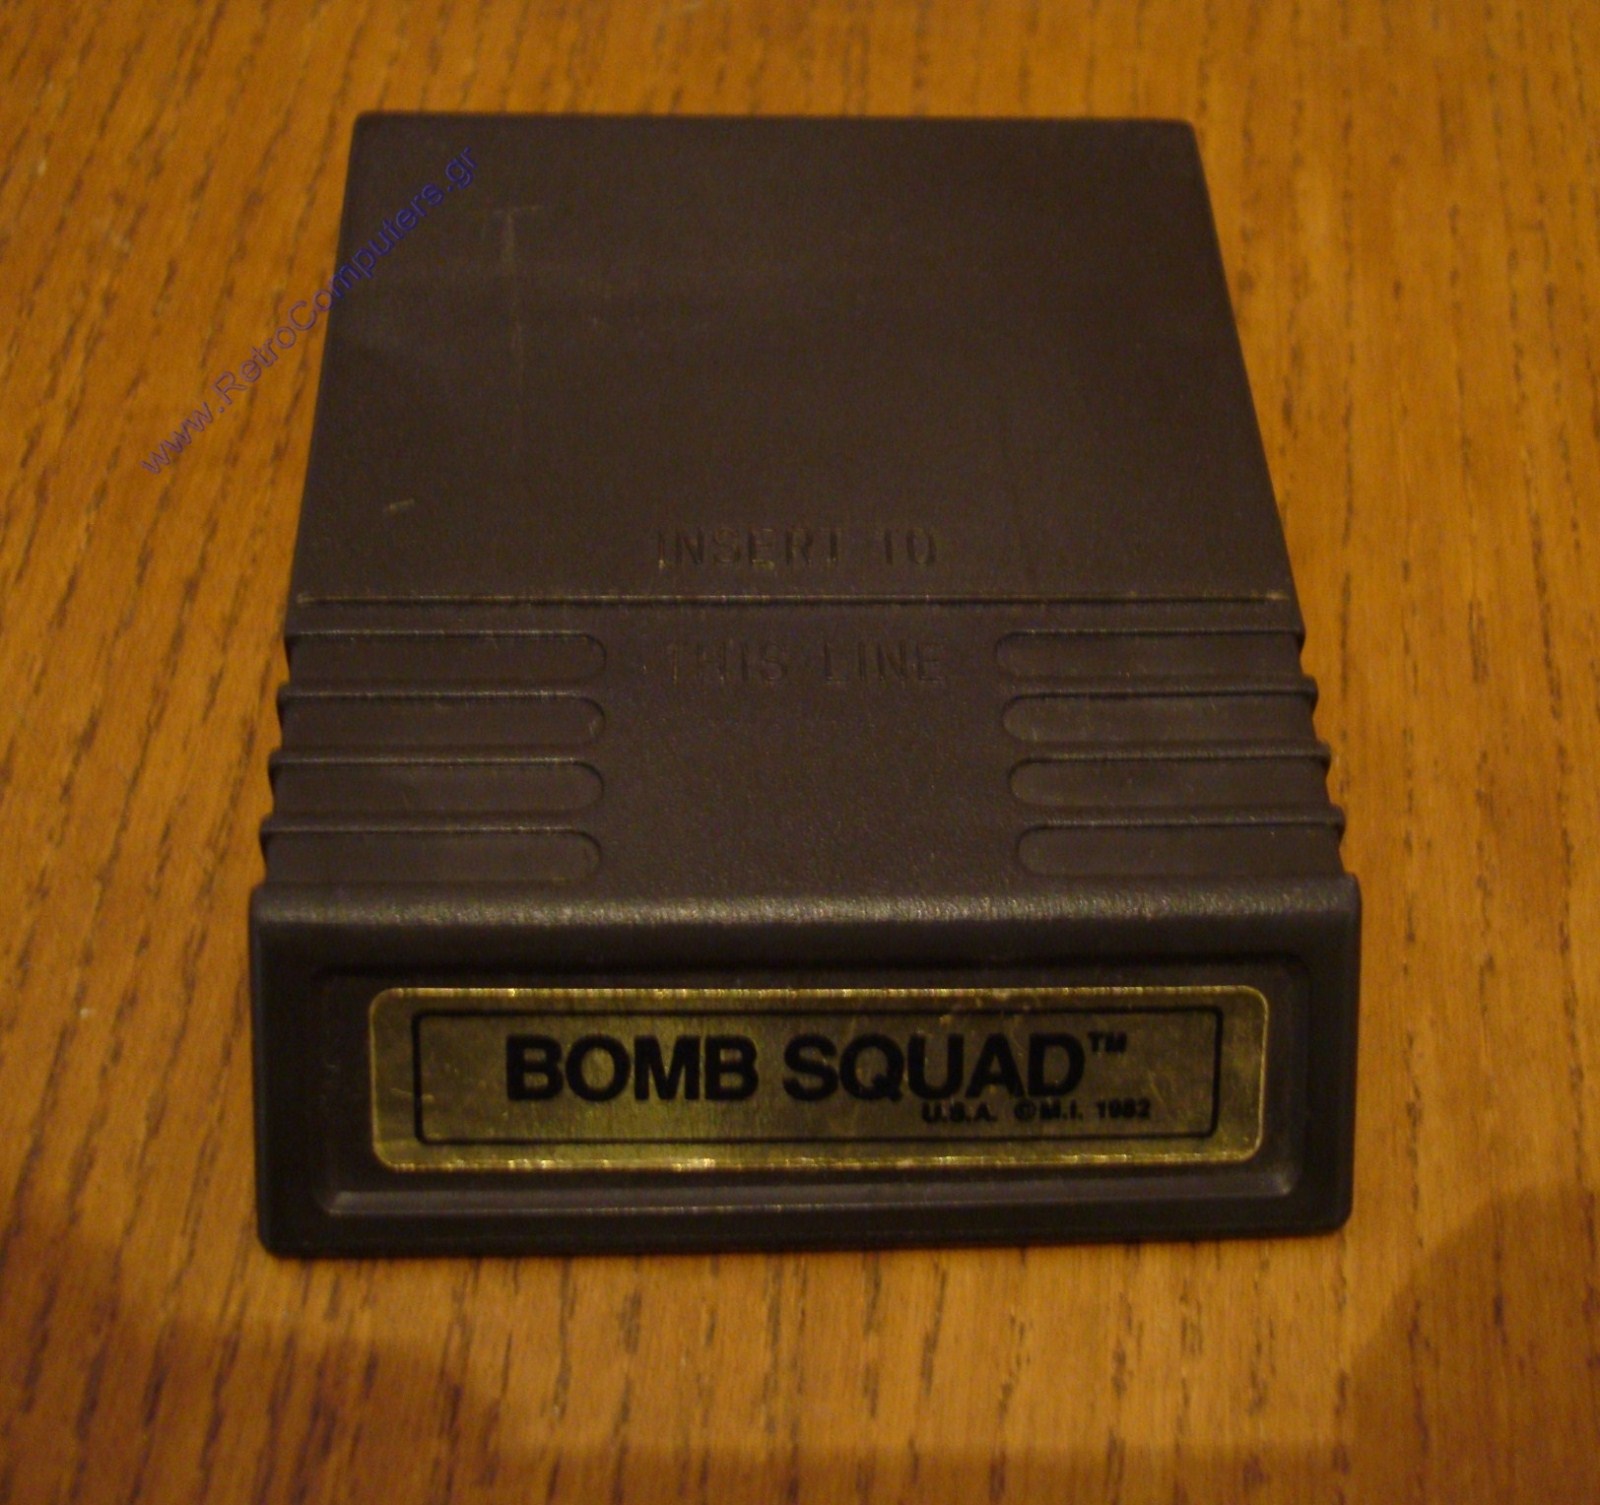 www.RetroComputers.gr
INSERT TO
THIS LINE
BOMB SQUAD™
U.S.A. ©M.I. 1982